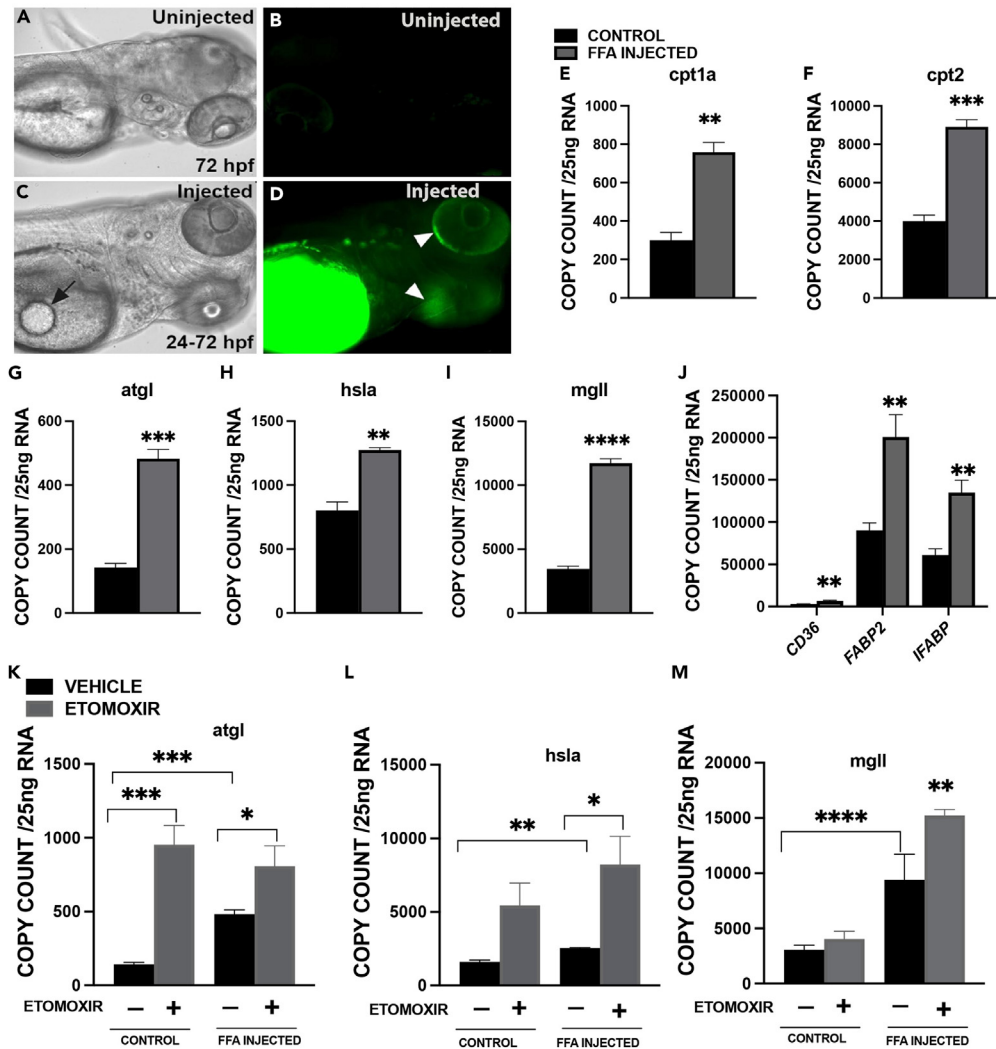 A Uninjected
72 hpf
B Uninjected
C Injected
24-72 hpf
D Injected
CONTROL
FFA INJECTED
E cpt1a
COPY COUNT /25ng RNA
1000
800
600
400
200
0
**
F cpt2
COPY COUNT /25ng RNA
10000
8000
6000
4000
2000
0
***
G atgl
COPY COUNT /25ng RNA
600
400
200
0
***
H hsla
COPY COUNT /25ng RNA
1500
1000
500
0
**
I mgll
COPY COUNT /25ng RNA
15000
10000
5000
0
****
J
COPY COUNT /25ng RNA
250000
200000
150000
100000
50000
0
** ** **
CD36 FABP2 IFABP
K VEHICLE
ETOMOXIR
atgl
COPY COUNT /25ng RNA
1500
1000
500
0
***
***
*
ETOMOXIR − + − +
CONTROL FFA INJECTED
L
hsla
COPY COUNT /25ng RNA
15000
10000
5000
0
**
*
ETOMOXIR − + − +
CONTROL FFA INJECTED
M
mgll
COPY COUNT /25ng RNA
20000
15000
10000
5000
0
****
**
ETOMOXIR − + − +
CONTROL FFA INJECTED